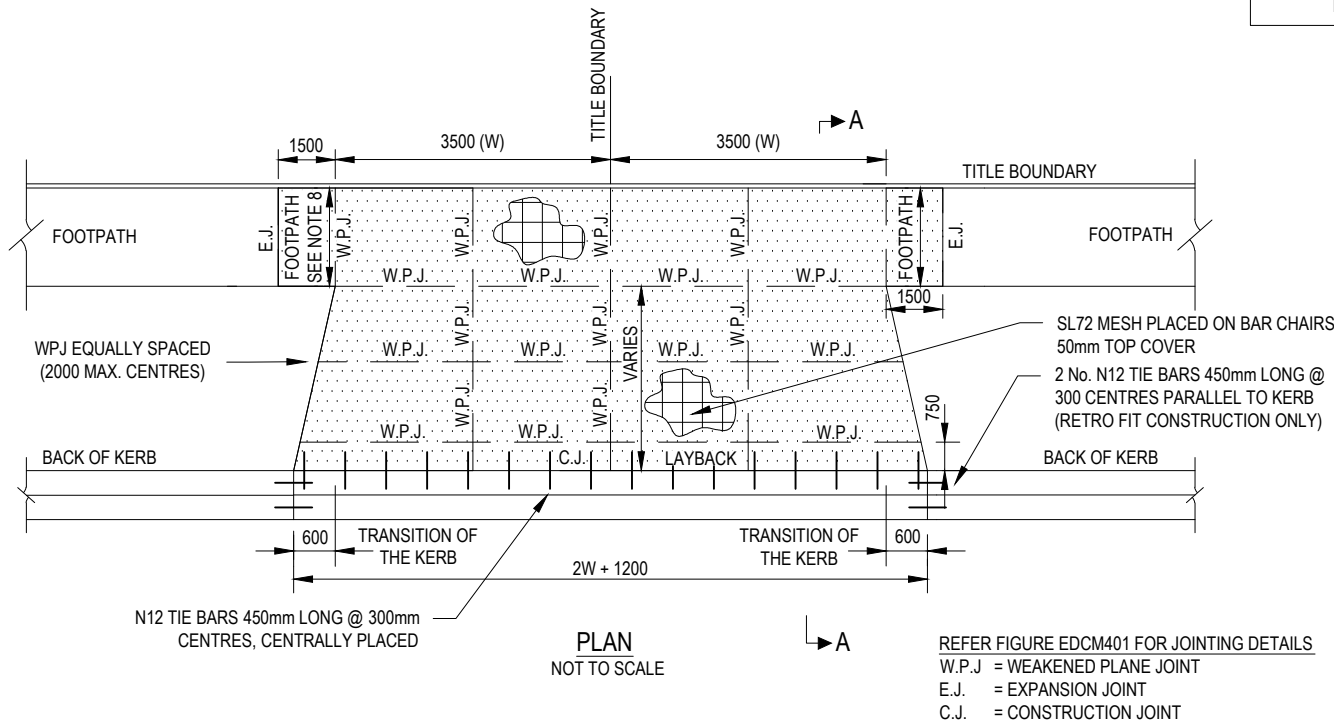 TITLE BOUNDARY
A
1500
3500 (W)
3500 (W)
TITLE BOUNDARY
FOOTPATH
E.J.
FOOTPATH
SEE NOTE 8
W.P.J.
W.P.J.
W.P.J.
W.P.J.
FOOTPATH
E.J.
FOOTPATH
W.P.J.
W.P.J.
W.P.J.
W.P.J.
1500
WPJ EQUALLY SPACED
(2000 MAX. CENTRES)
W.P.J.
W.P.J.
VARIES
W.P.J.
W.P.J.
W.P.J.
W.P.J.
SL72 MESH PLACED ON BAR CHAIRS
50mm TOP COVER
2 No. N12 TIE BARS 450mm LONG @
300 CENTRES PARALLEL TO KERB
(RETRO FIT CONSTRUCTION ONLY)
W.P.J.
W.P.J.
750
W.P.J.
W.P.J.
W.P.J.
BACK OF KERB
C.J.
LAYBACK
BACK OF KERB
600
TRANSITION OF
THE KERB
TRANSITION OF
THE KERB
600
2W + 1200
N12 TIE BARS 450mm LONG @ 300mm
CENTRES, CENTRALLY PLACED
PLAN
NOT TO SCALE
A
REFER FIGURE EDCM401 FOR JOINTING DETAILS
W.P.J = WEAKENED PLANE JOINT
E.J. = EXPANSION JOINT
C.J. = CONSTRUCTION JOINT